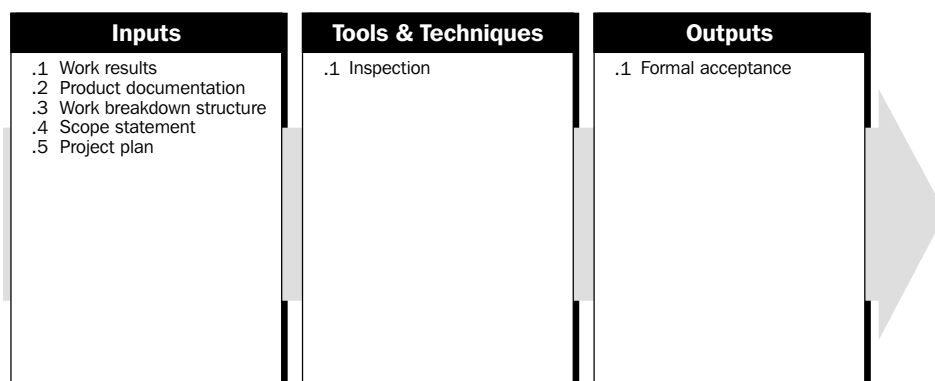 Inputs
.1 Work results
.2 Product documentation
.3 Work breakdown structure
.4 Scope statement
.5 Project plan
Tools & Techniques
.1 Inspection
Outputs
.1 Formal acceptance